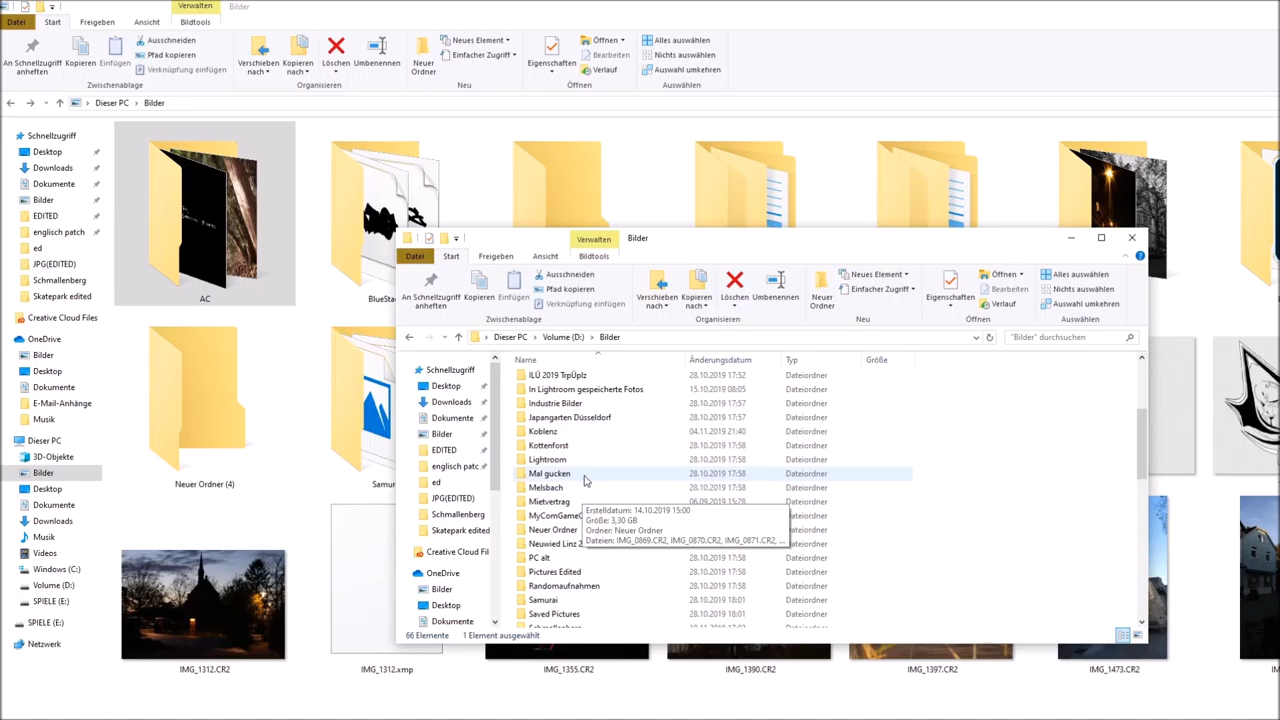 Verwalten
Bilder
Datei
Start
Freigeben
Ansicht
Bildtools
An Schnellzugriff anheften
Kopieren
Einfügen
Ausschneiden
Pfad kopieren
Verknüpfung einfügen
Zwischenablage
Verschieben nach
Kopieren nach
Löschen
Umbenennen
Organisieren
Neuer Ordner
Neues Element
Einfacher Zugriff
Neu
Eigenschaften
Öffnen
Bearbeiten
Verlauf
Öffnen
Alles auswählen
Nichts auswählen
Auswahl umkehren
Auswählen
Dieser PC > Bilder
Schnellzugriff
Desktop
Downloads
Dokumente
Bilder
EDITED
englisch patch
ed
JPG(EDITED)
Schmallenberg
Skatepark edited
Creative Cloud Files
OneDrive
Bilder
Desktop
Dokumente
E-Mail-Anhänge
Musik
Dieser PC
3D-Objekte
Bilder
Desktop
Dokumente
Downloads
Musik
Videos
Windows (C:)
Volume (D:)
SPIELE (E:)
SPIELE (E:)
Netzwerk
AC
BlueSta
Neuer Ordner (4)
Samur
IMG_1312.CR2
IMG_1312.xmp
IMG_1355.CR2
IMG_1390.CR2
IMG_1397.CR2
IMG_1473.CR2
Verwalten
Bilder
Datei
Start
Freigeben
Ansicht
Bildtools
An Schnellzugriff anheften
Kopieren
Einfügen
Ausschneiden
Pfad kopieren
Verknüpfung einfügen
Zwischenablage
Verschieben nach
Kopieren nach
Löschen
Umbenennen
Organisieren
Neuer Ordner
Neues Element
Einfacher Zugriff
Neu
Eigenschaften
Öffnen
Bearbeiten
Verlauf
Öffnen
Alles auswählen
Nichts auswählen
Auswahl umkehren
Auswählen
Dieser PC > Volume (D:) > Bilder
"Bilder" durchsuchen
Schnellzugriff
Desktop
Downloads
Dokumente
Bilder
EDITED
englisch patc
ed
JPG(EDITED)
Schmallenberg
Skatepark edited
Creative Cloud Fil
OneDrive
Bilder
Desktop
Dokumente
Name Änderungsdatum Typ Größe
ILÜ 2019 TrpÜplz 28.10.2019 17:52 Dateiordner
In Lightroom gespeicherte Fotos 15.10.2019 08:05 Dateiordner
Industrie Bilder 28.10.2019 17:57 Dateiordner
Japangarten Düsseldorf 28.10.2019 17:57 Dateiordner
Koblenz 04.11.2019 21:40 Dateiordner
Kottenforst 28.10.2019 17:58 Dateiordner
Lightroom 28.10.2019 17:58 Dateiordner
Mal gucken 28.10.2019 17:58 Dateiordner
Melsbach 28.10.2019 17:58 Dateiordner
Mietvertrag 06.09.2019 15:28 Dateiordner
MyComGame Dateiordner
Neuer Ordner Dateiordner
Neuwied Linz 2 Dateiordner
PC alt 28.10.2019 17:58 Dateiordner
Pictures Edited 28.10.2019 17:58 Dateiordner
Randomaufnahmen 28.10.2019 17:58 Dateiordner
Samurai 28.10.2019 18:01 Dateiordner
Saved Pictures 28.10.2019 18:01 Dateiordner
Erstelldatum: 14.10.2019 15:00
Größe: 3,30 GB
Ordner: Neuer Ordner
Dateien: IMG_0869.CR2, IMG_0870.CR2, IMG_0871.CR2, ...
66 Elemente 1 Element ausgewählt